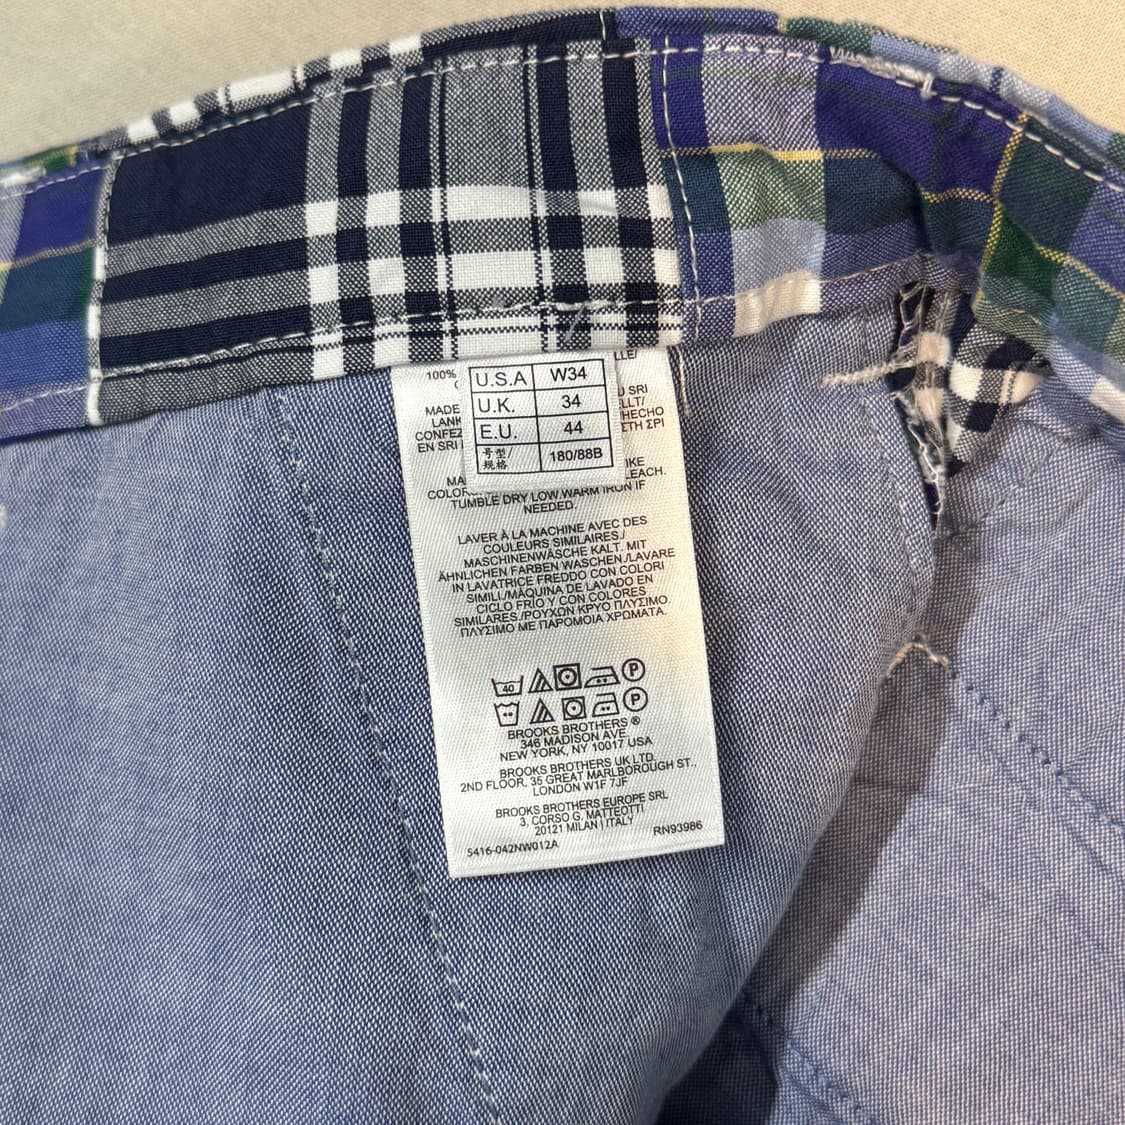 U.S.A W34
U.K. 34
E.U. 44
号型/规格 180/88B
100%
LLE/
MADE
LANK
CONFEZ
EN SRI
SRI
LLT/
HECHO
ΣΤΗ ΣΡΙ
MA
IKE
COLOR
LEACH.
TUMBLE DRY LOW.WARM IRON IF
NEEDED.
LAVER À LA MACHINE AVEC DES
COULEURS SIMILAIRES./
MASCHINENWÄSCHE KALT. MIT
ÄHNLICHEN FARBEN WASCHEN./LAVARE
IN LAVATRICE FREDDO CON COLORI
SIMILI./MÁQUINA DE LAVADO EN
CICLO FRÍO Y CON COLORES
SIMILARES./ΡΟΥΧΩΝ ΚΡΥΟ ΠΛΥΣΙΜΟ.
ΠΛΥΣΙΜΟ ΜΕ ΠΑΡΟΜΟΙΑ ΧΡΩΜΑΤΑ.
40 P
P
BROOKS BROTHERS ®
346 MADISON AVE.
NEW YORK, NY 10017 USA
BROOKS BROTHERS UK LTD.
2ND FLOOR, 35 GREAT MARLBOROUGH ST.,
LONDON W1F 7JF
BROOKS BROTHERS EUROPE SRL
3, CORSO G. MATTEOTTI
20121 MILAN | ITALY
RN93986
5416-042NW012A